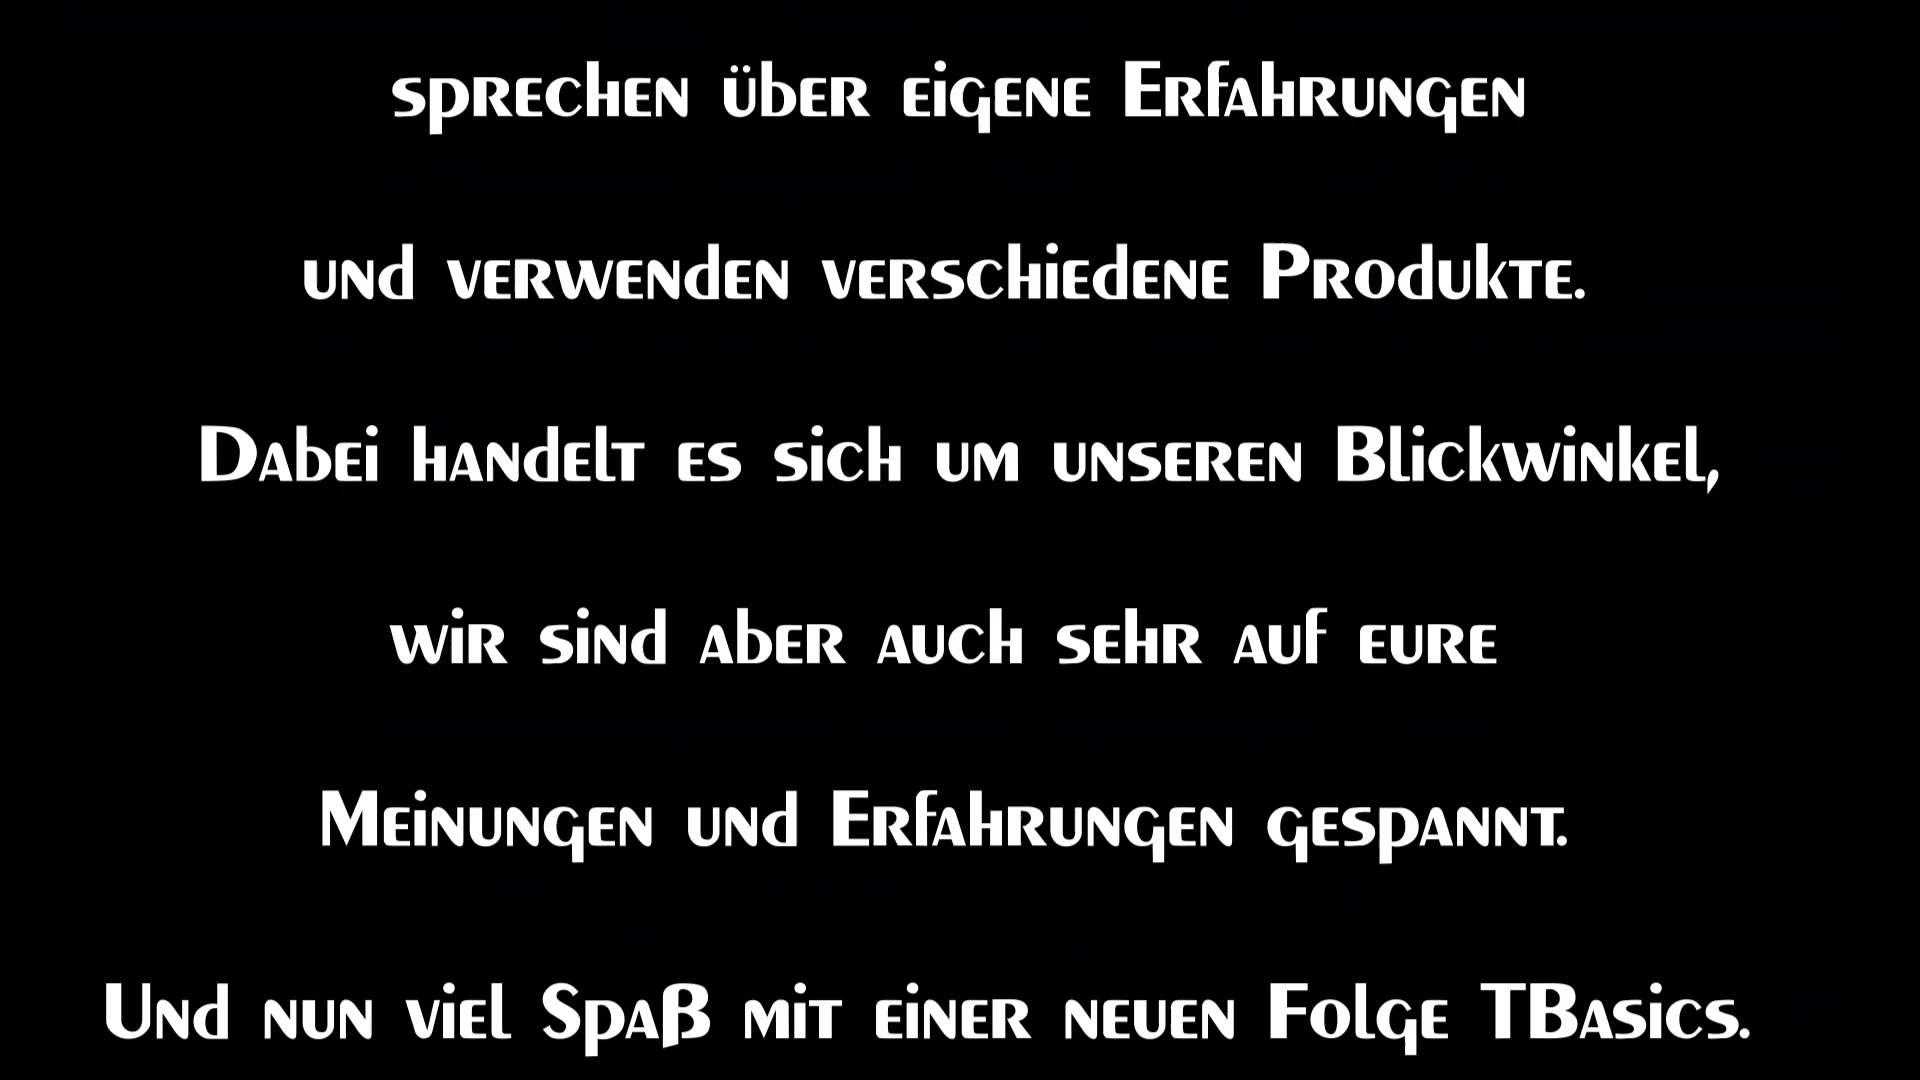 sprechen über eigene Erfahrungen
und verwenden verschiedene Produkte.
Dabei handelt es sich um unseren Blickwinkel,
wir sind aber auch sehr auf eure
Meinungen und Erfahrungen gespannt.
Und nun viel Spaß mit einer neuen Folge TBasics.